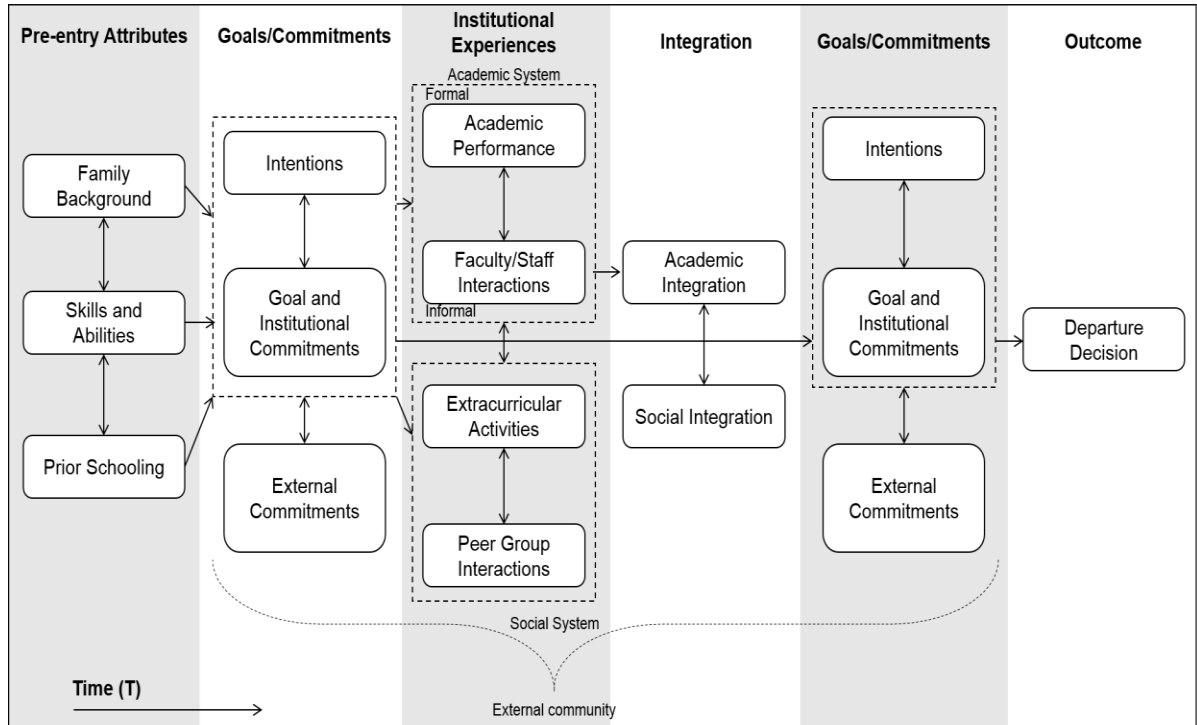 Pre-entry Attributes
Goals/Commitments
Institutional
Experiences
Integration
Goals/Commitments
Outcome
Family
Background
Skills and
Abilities
Prior Schooling
Intentions
Goal and
Institutional
Commitments
External
Commitments
Academic System
Formal
Academic
Performance
Faculty/Staff
Interactions
Informal
Extracurricular
Activities
Peer Group
Interactions
Social System
Academic
Integration
Social Integration
Intentions
Goal and
Institutional
Commitments
External
Commitments
Departure
Decision
Time (T)
External community